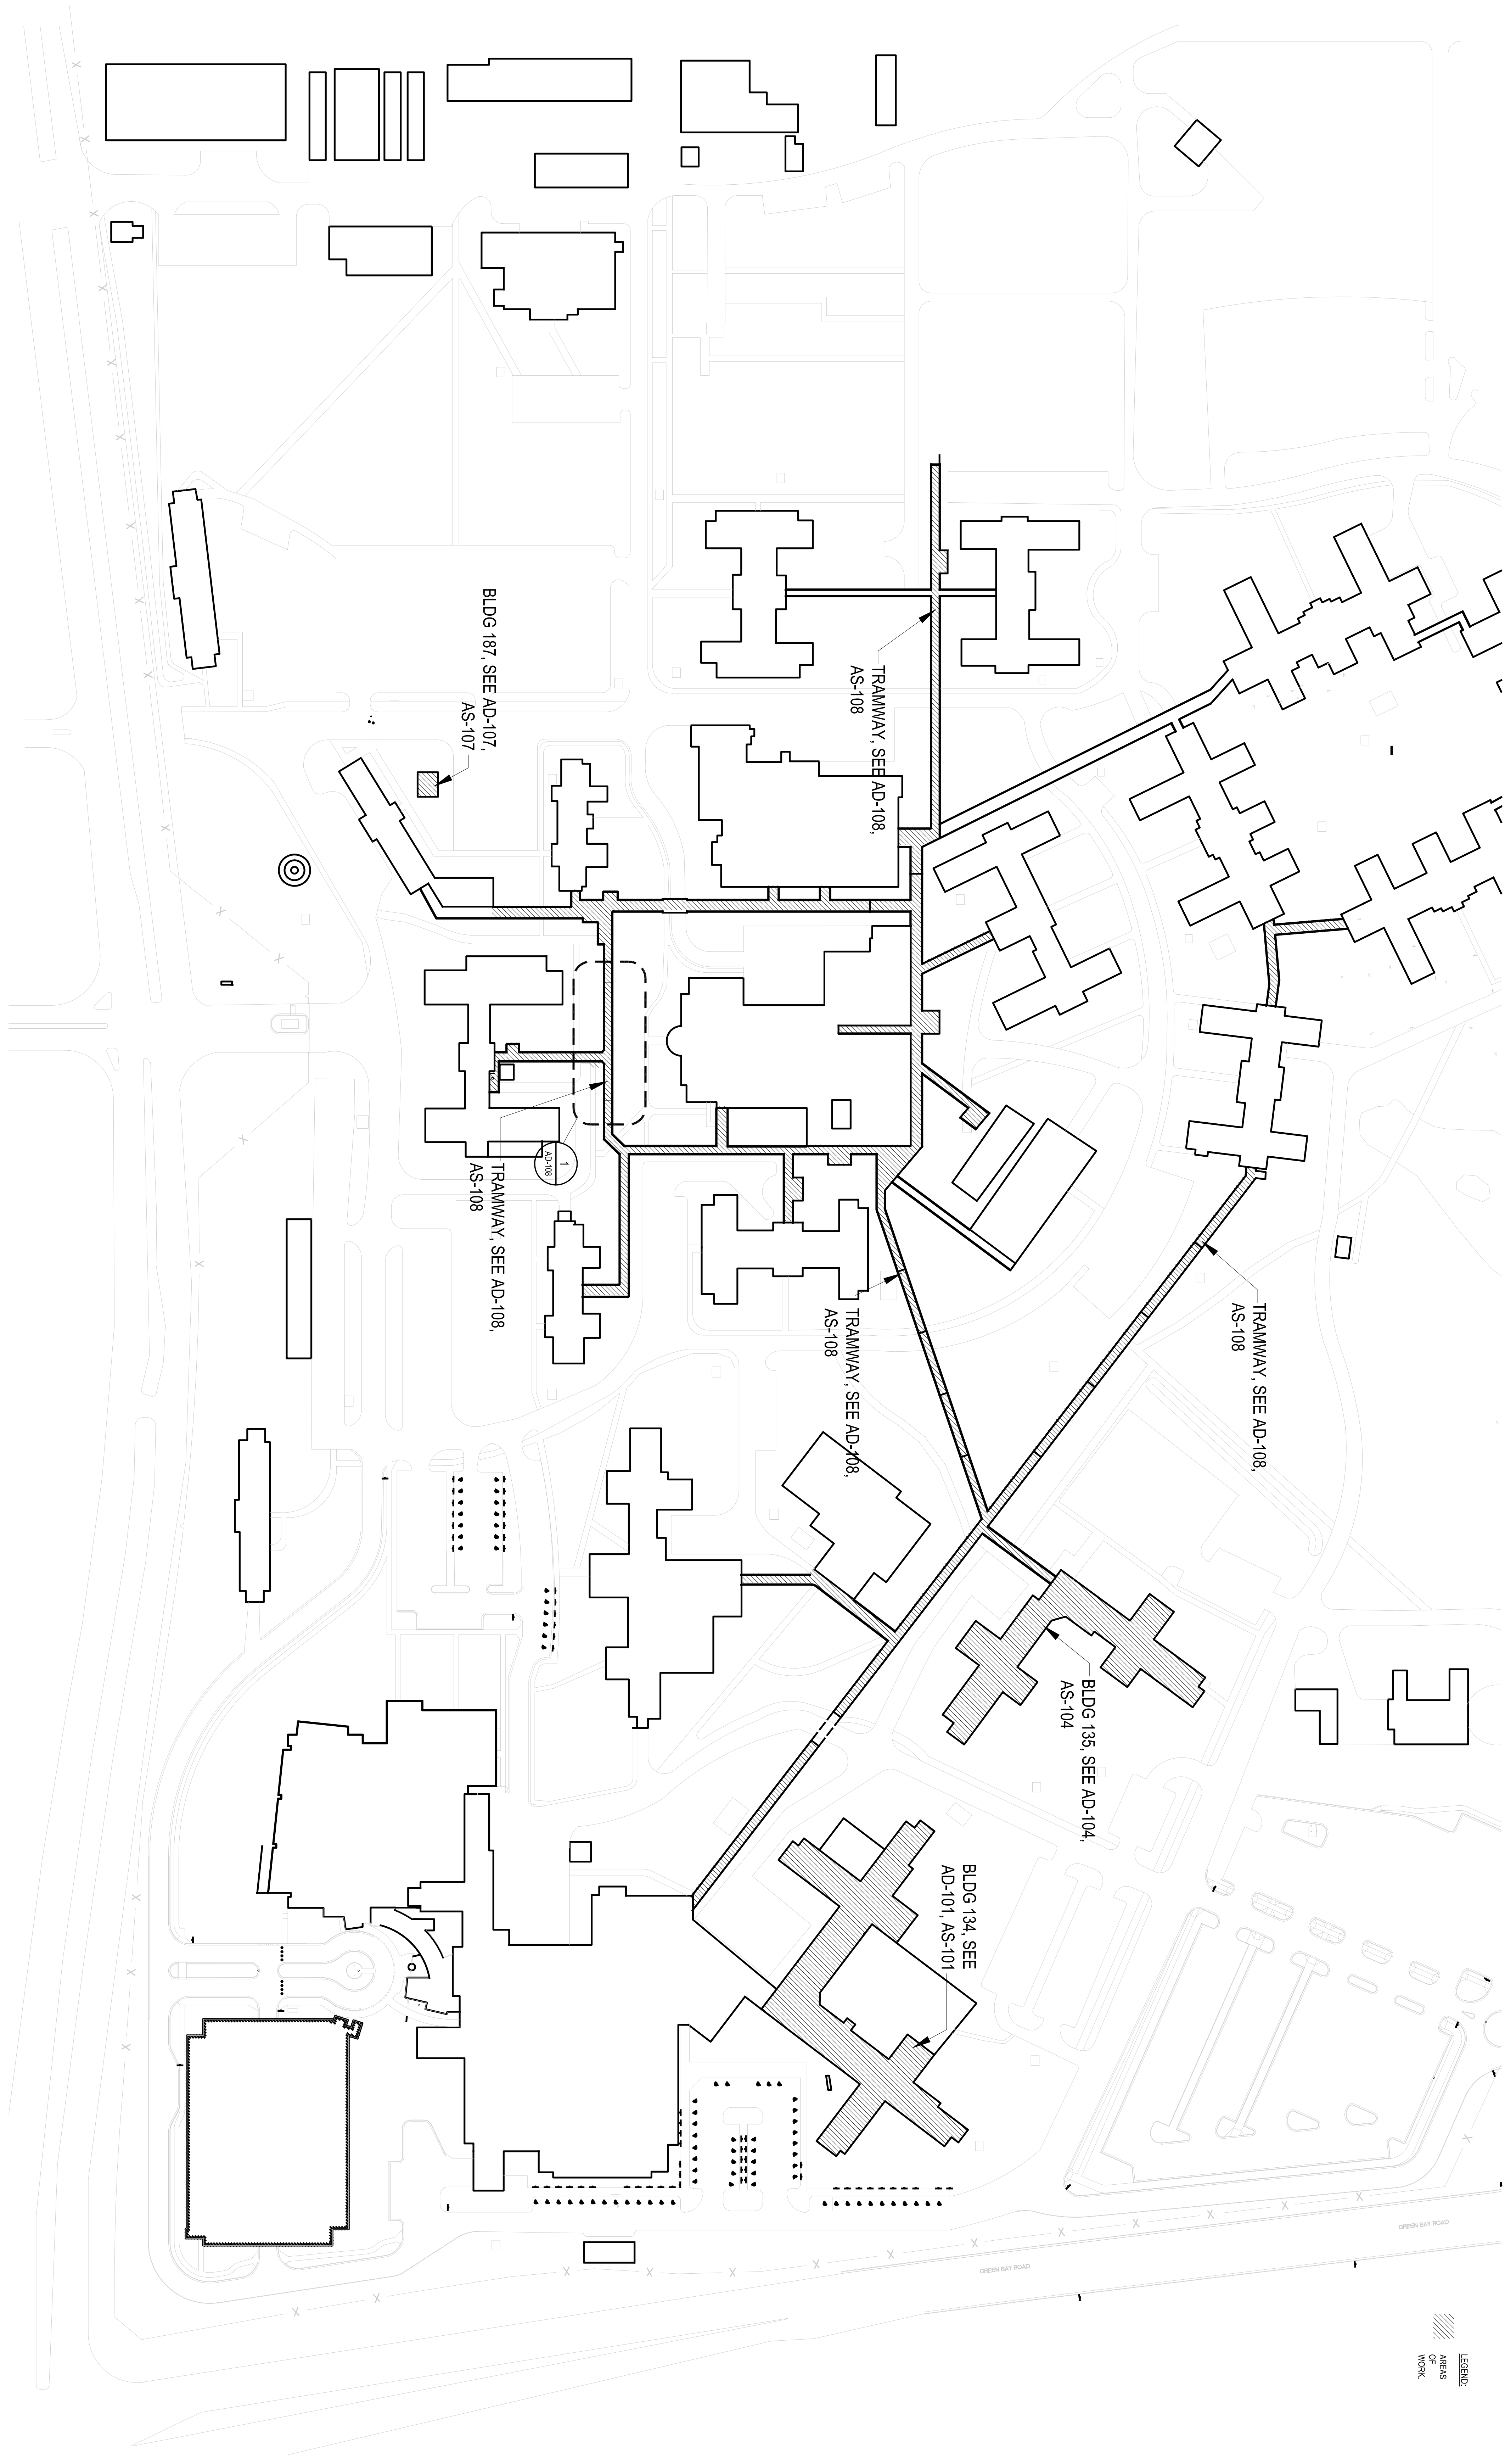 TRAMWAY, SEE AD-108,
AS-108
BLDG 187, SEE AD-107,
AS-107
TRAMWAY, SEE AD-108,
AS-108
1
AD-108
TRAMWAY, SEE AD-108,
AS-108
TRAMWAY, SEE AD-108,
AS-108
BLDG 135, SEE AD-104,
AS-104
BLDG 134, SEE
AD-101, AS-101
GREEN BAY ROAD
GREEN BAY ROAD
LEGEND:
AREAS
OF
WORK.